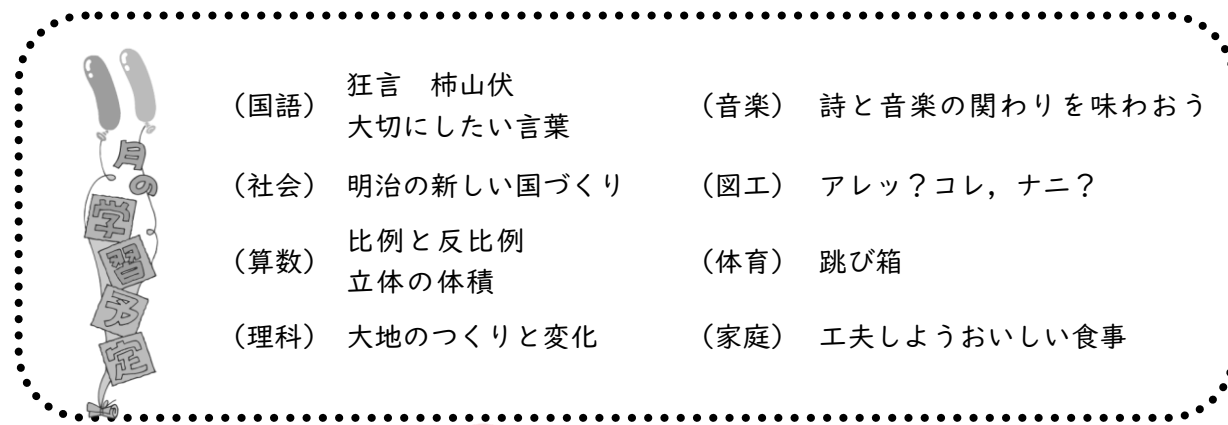 11月の学習予定
（国語） 狂言　柿山伏
大切にしたい言葉
（社会） 明治の新しい国づくり
（算数） 比例と反比例
立体の体積
（理科） 大地のつくりと変化
（音楽） 詩と音楽の関わりを味わおう
（図工） アレッ？コレ，ナニ？
（体育） 跳び箱
（家庭） 工夫しようおいしい食事